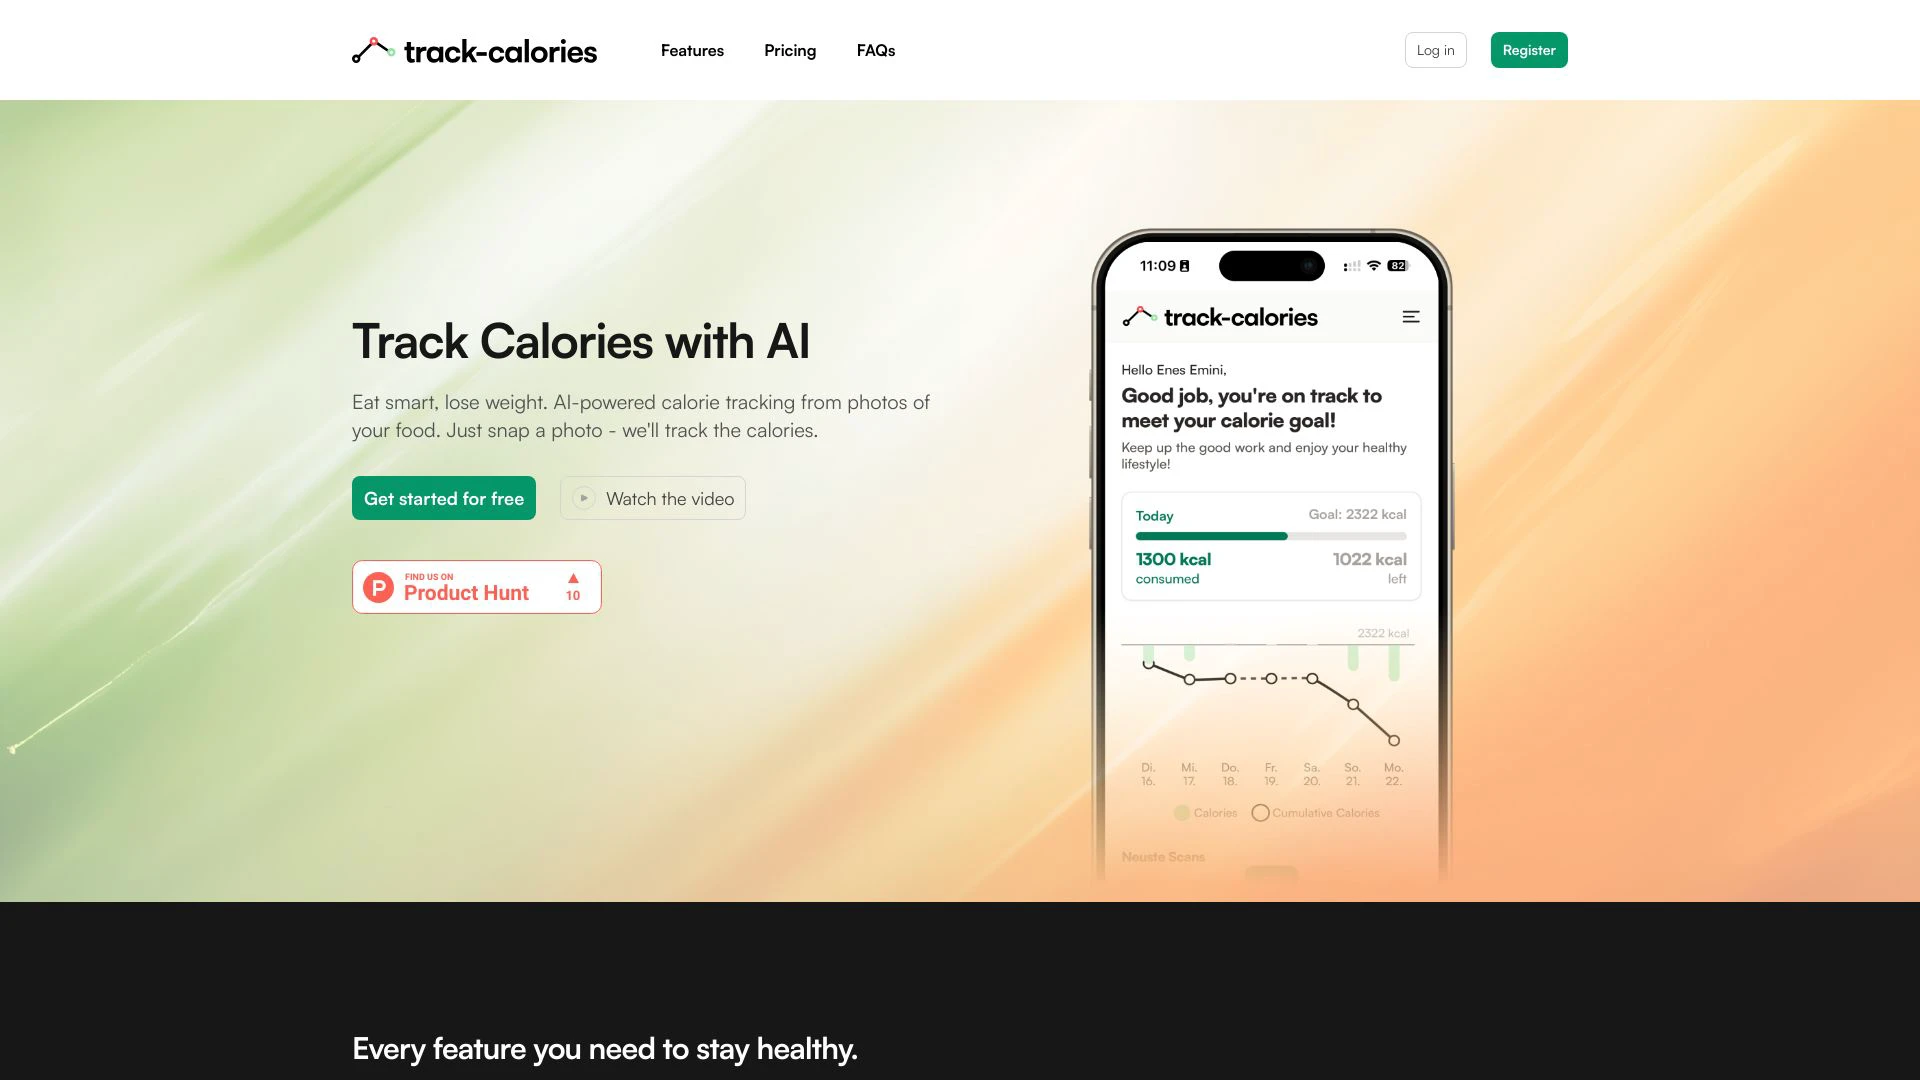 track-calories
Features
Pricing
FAQs
Log in
Register
Track Calories with AI
Eat smart, lose weight. AI-powered calorie tracking from photos of
your food. Just snap a photo - we'll track the calories.
Get started for free
Watch the video
FIND US ON
Product Hunt
10
11:09
82
track-calories
Hello Enes Emini,
Good job, you're on track to
meet your calorie goal!
Keep up the good work and enjoy your healthy
lifestyle!
Today
Goal: 2322 kcal
1300 kcal
1022 kcal
consumed
left
2322 kcal
Di. Mi. Do. Fr. Sa. So. Mo.
16. 17. 18. 19. 20. 21. 22.
Calories
Cumulative Calories
Neuste Scans
Every feature you need to stay healthy.